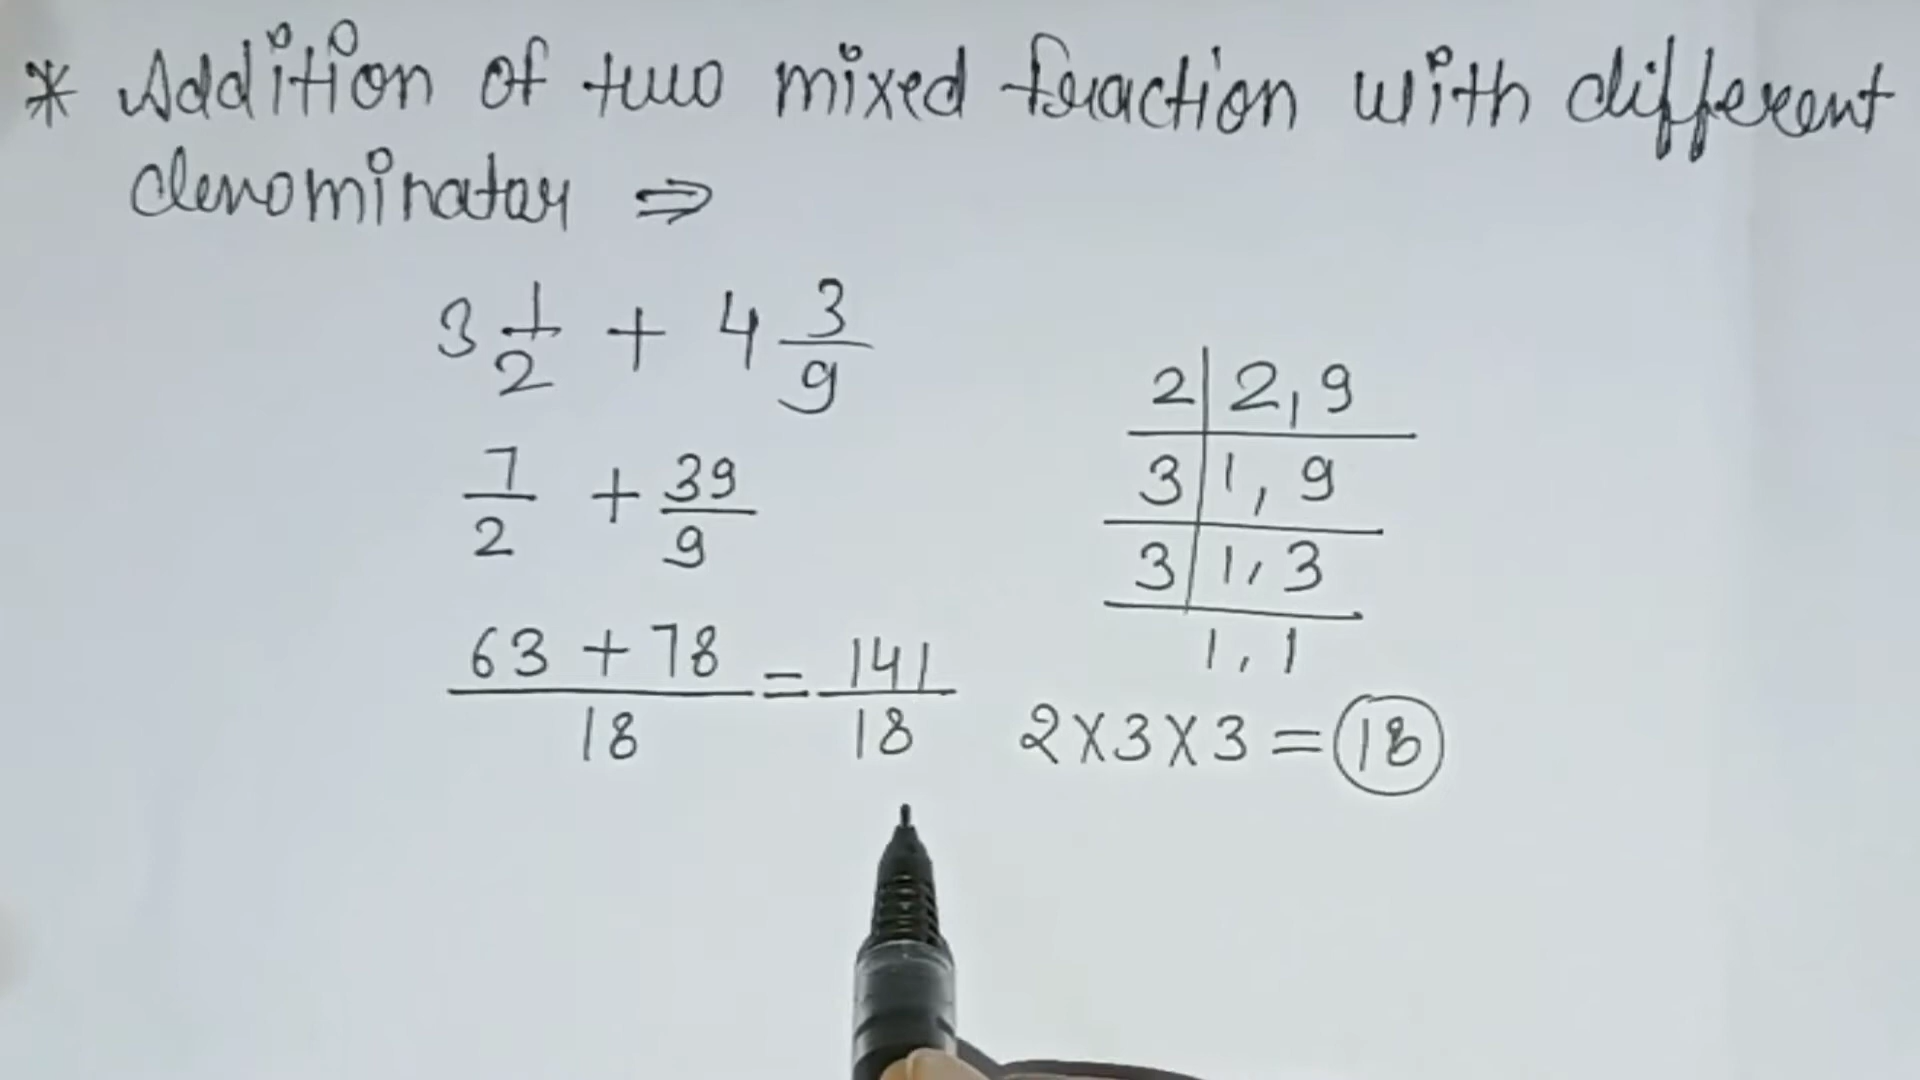 * Addition of two mixed fraction with different
denominator ⇒
3 1/2 + 4 3/9
7/2 + 39/9
63 + 78 / 18 = 141 / 18
2 | 2, 9
3 | 1, 9
3 | 1, 3
1, 1
2 X 3 X 3 = 18